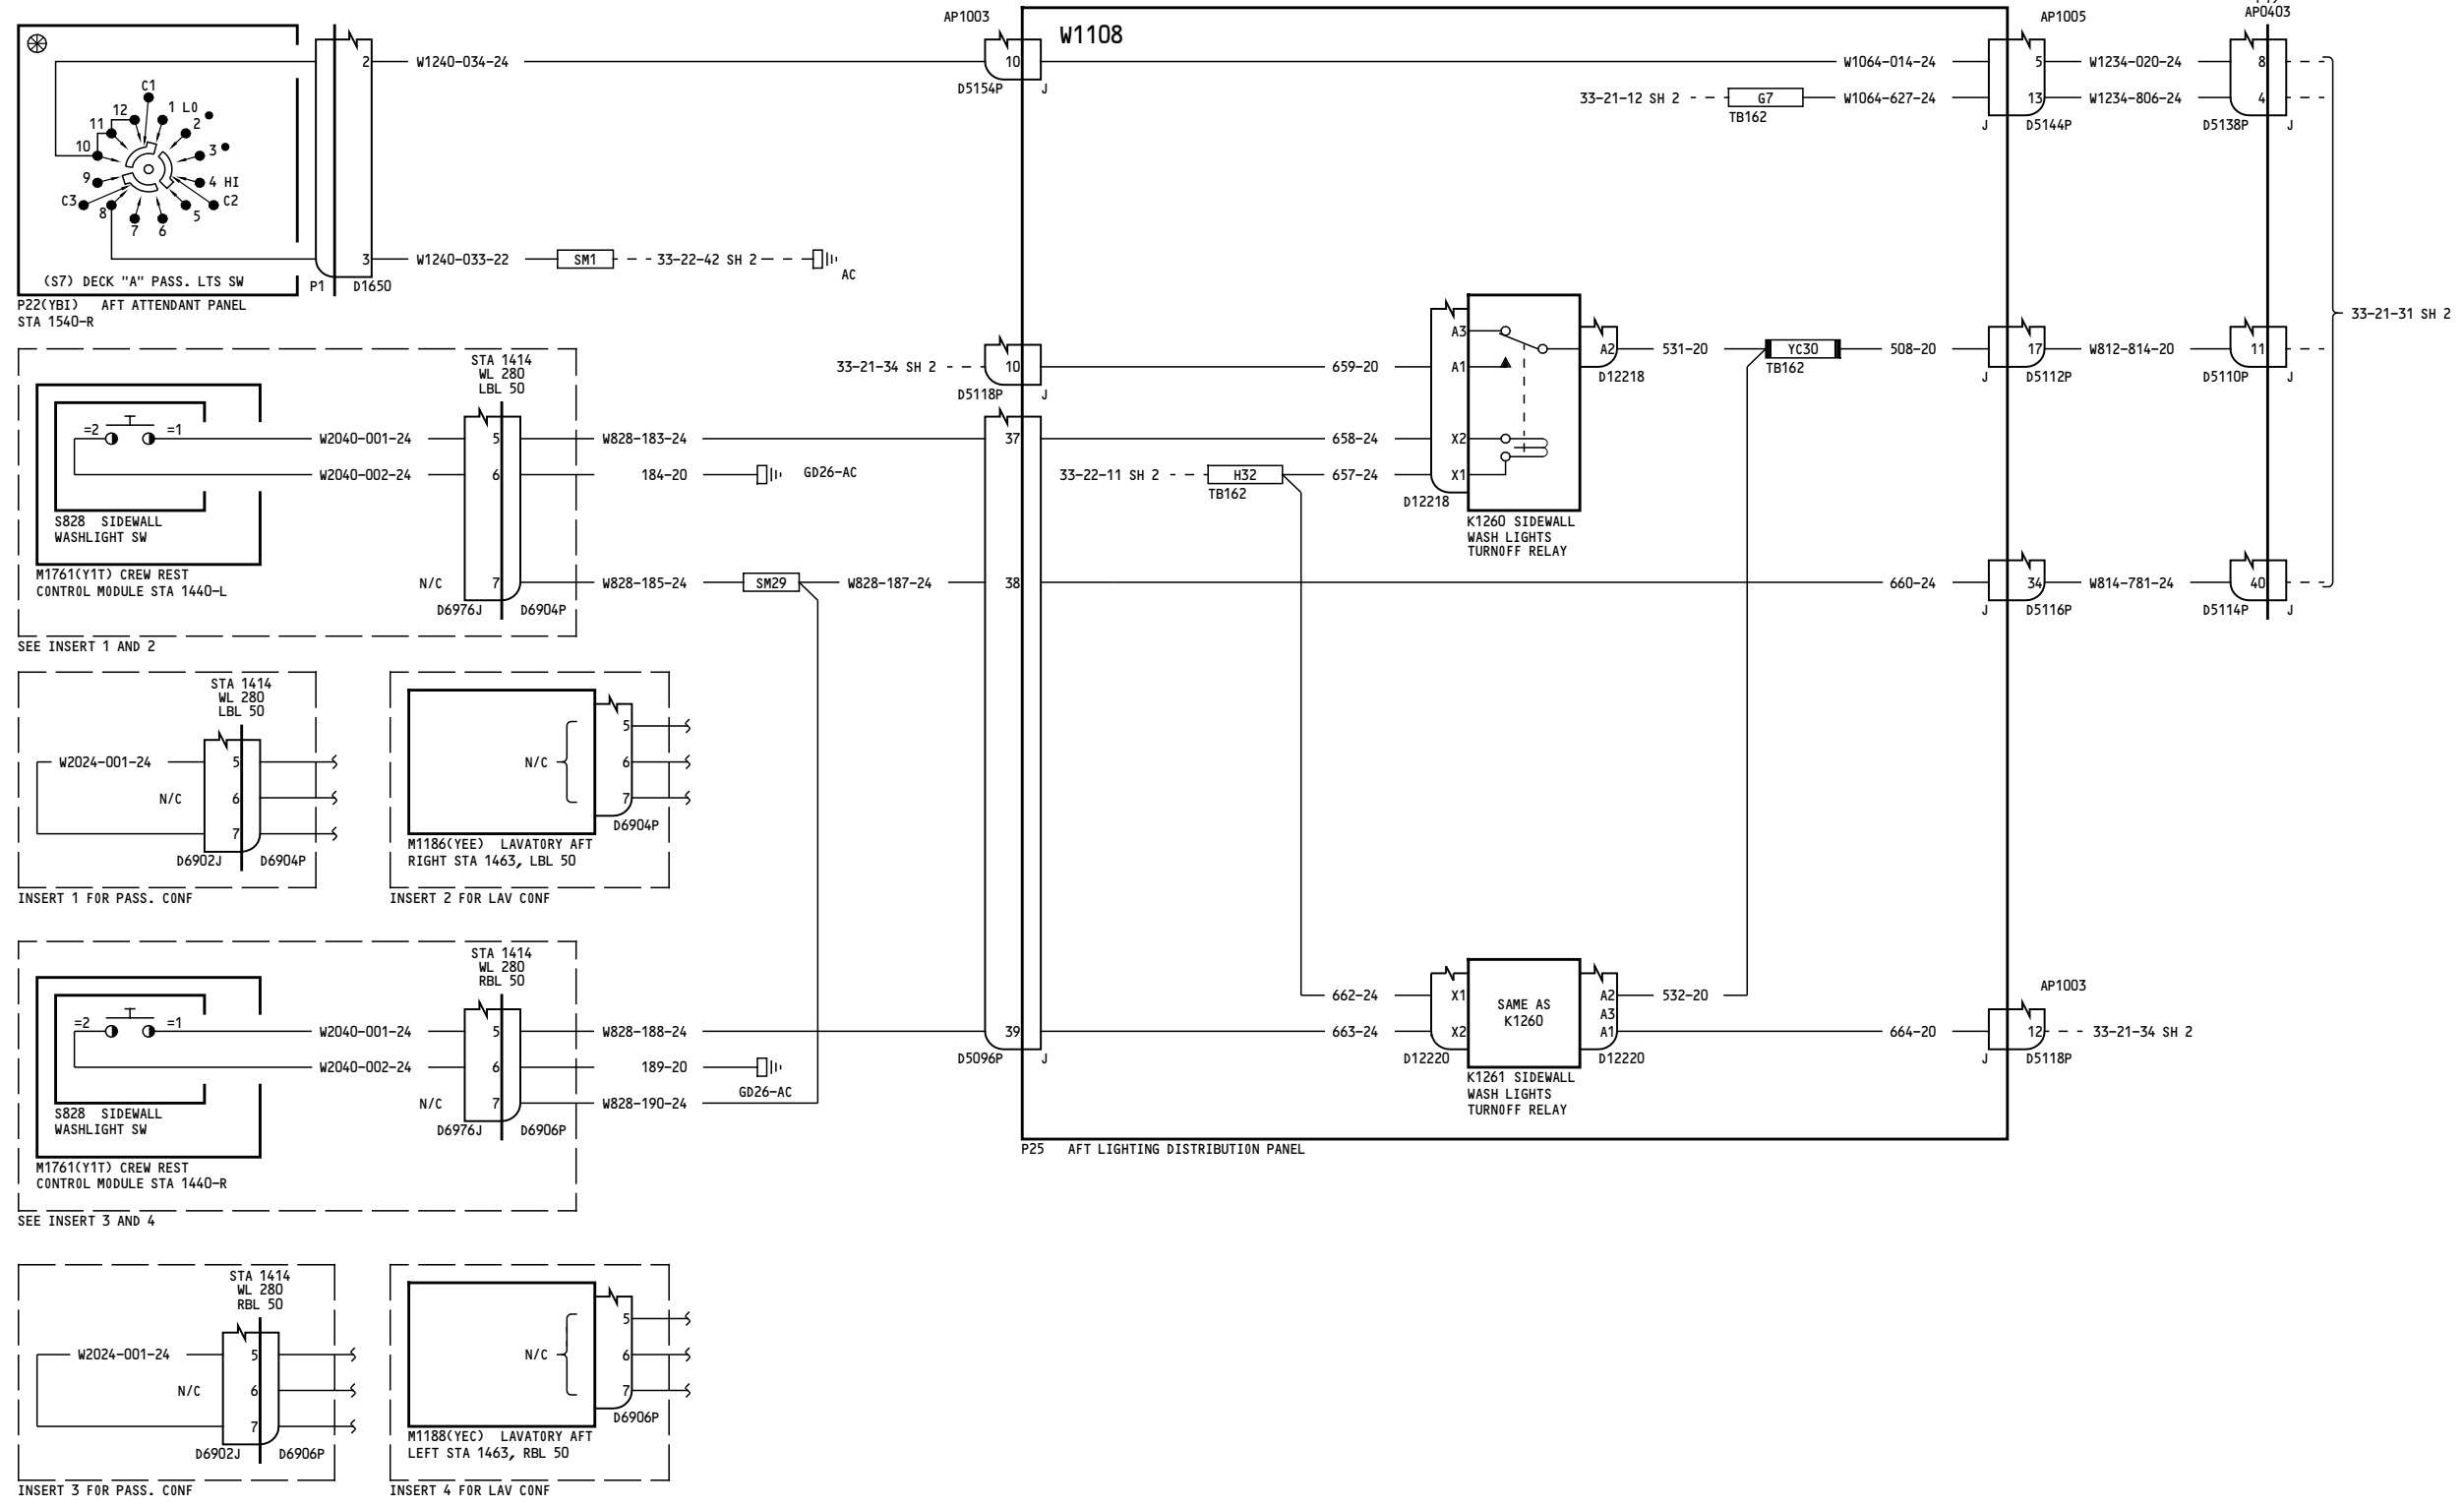 AP1003
W1108
AP1005
AP0403
2
W1240-034-24
10
D5154P
J
W1064-014-24
5
W1234-020-24
8
33-21-12 SH 2
G7
TB162
W1064-627-24
13
W1234-806-24
4
J
D5144P
D5138P
J
C1
12
1 LO
11
2
10
3
9
4 HI
C3
C2
8
5
7
6
3
W1240-033-22
SM1
33-22-42 SH 2
AC
(S7) DECK "A" PASS. LTS SW
P1
D1650
P22(YBI) AFT ATTENDANT PANEL
STA 1540-R
33-21-31 SH 2
STA 1414
WL 280
LBL 50
33-21-34 SH 2
10
D5118P
J
659-20
A3
A1
A2
D12218
531-20
YC30
TB162
508-20
17
J
D5112P
W812-814-20
11
D5110P
J
=2
=1
W2040-001-24
5
W828-183-24
37
658-24
X2
W2040-002-24
6
184-20
GD26-AC
33-22-11 SH 2
H32
TB162
657-24
X1
D12218
K1260 SIDEWALL
WASH LIGHTS
TURNOFF RELAY
S828 SIDEWALL
WASHLIGHT SW
M1761(Y1T) CREW REST
CONTROL MODULE STA 1440-L
N/C
7
D6976J
D6904P
W828-185-24
SM29
W828-187-24
38
660-24
34
J
D5116P
W814-781-24
40
D5114P
J
SEE INSERT 1 AND 2
STA 1414
WL 280
LBL 50
W2024-001-24
5
N/C
6
7
D6902J
D6904P
INSERT 1 FOR PASS. CONF
N/C
5
6
7
D6904P
M1186(YEE) LAVATORY AFT
RIGHT STA 1463, LBL 50
INSERT 2 FOR LAV CONF
STA 1414
WL 280
RBL 50
=2
=1
W2040-001-24
5
W828-188-24
39
D5096P
J
W2040-002-24
6
189-20
GD26-AC
N/C
7
W828-190-24
D6976J
D6906P
S828 SIDEWALL
WASHLIGHT SW
M1761(Y1T) CREW REST
CONTROL MODULE STA 1440-R
SEE INSERT 3 AND 4
662-24
X1
663-24
X2
D12220
SAME AS
K1260
A2
A3
A1
D12220
532-20
664-20
K1261 SIDEWALL
WASH LIGHTS
TURNOFF RELAY
AP1003
12
J
D5118P
33-21-34 SH 2
P25 AFT LIGHTING DISTRIBUTION PANEL
STA 1414
WL 280
RBL 50
W2024-001-24
5
N/C
6
7
D6902J
D6906P
INSERT 3 FOR PASS. CONF
N/C
5
6
7
D6906P
M1188(YEC) LAVATORY AFT
LEFT STA 1463, RBL 50
INSERT 4 FOR LAV CONF